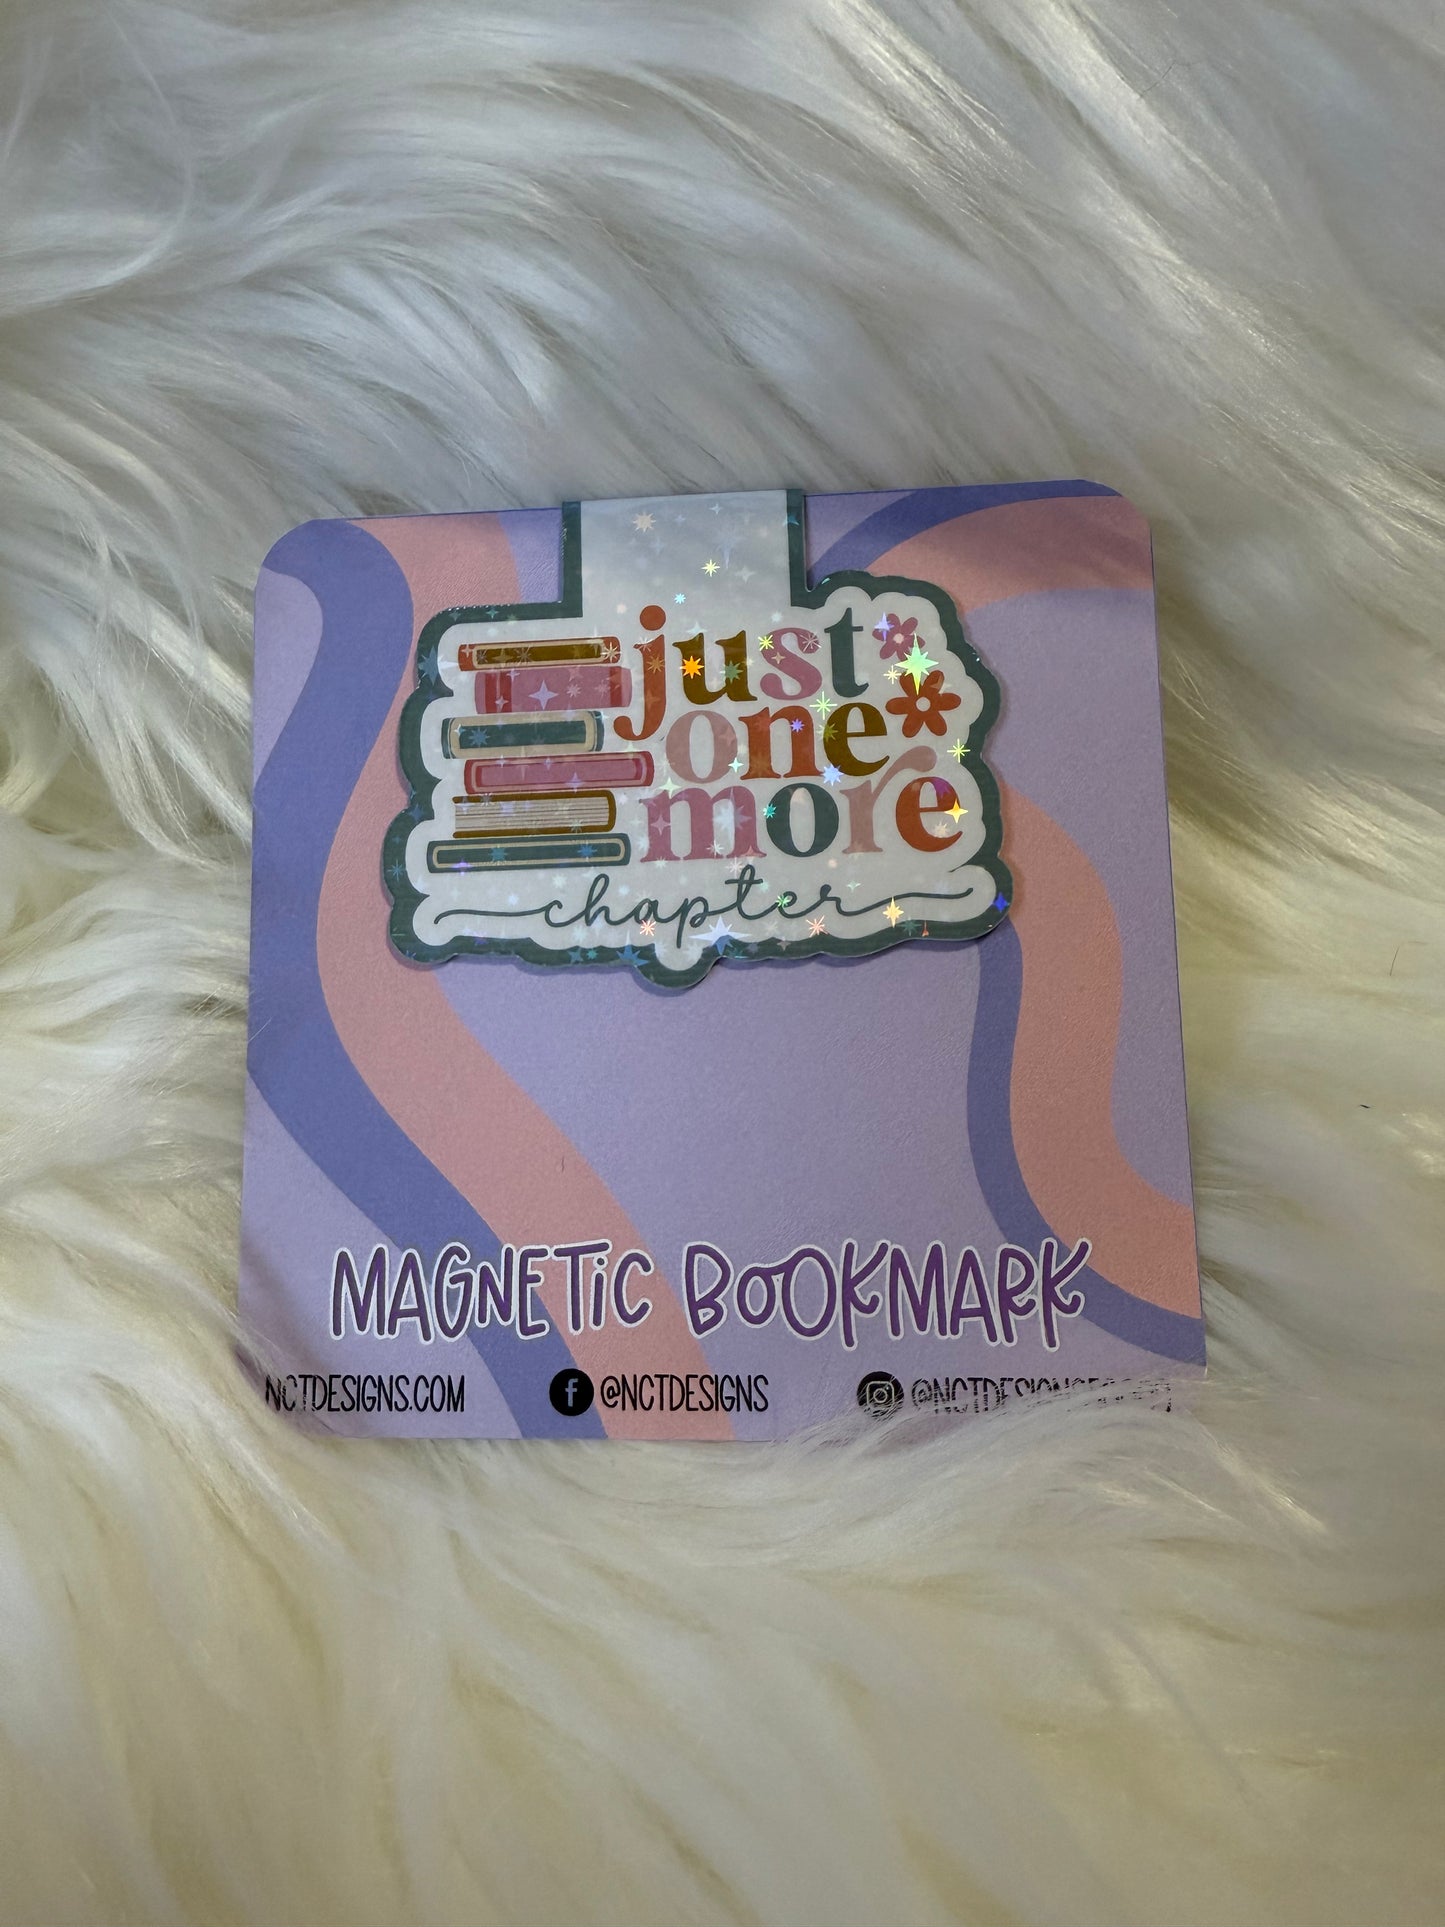 just
one
more
chapter
MAGNETiC BOOKMARK
NCTDESIGNS.COM
@NCTDESIGNS